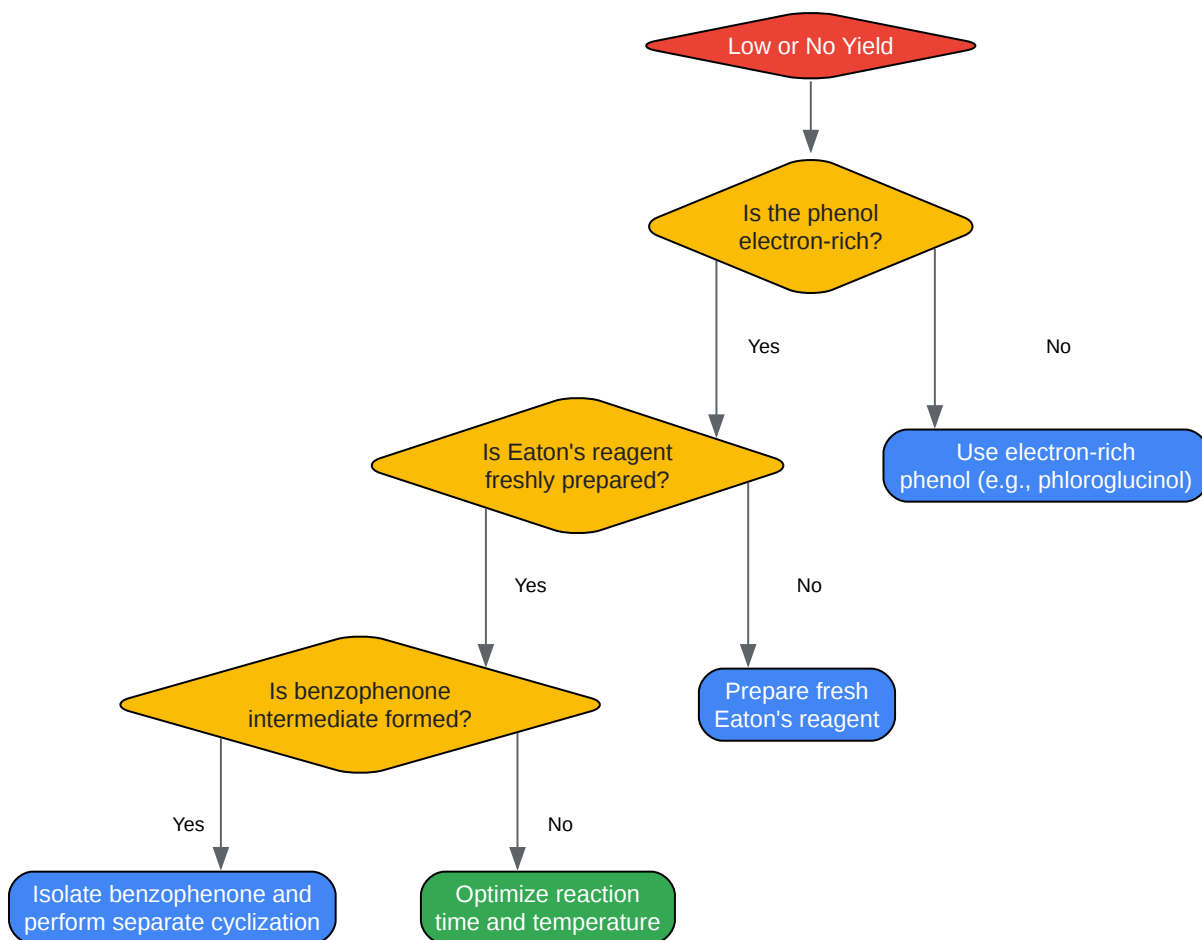 Low or No Yield
Is the phenol
electron-rich?
Yes
No
Is Eaton's reagent
freshly prepared?
Use electron-rich
phenol (e.g., phloroglucinol)
Yes
No
Is benzophenone
intermediate formed?
Prepare fresh
Eaton's reagent
Yes
No
Isolate benzophenone and
perform separate cyclization
Optimize reaction
time and temperature